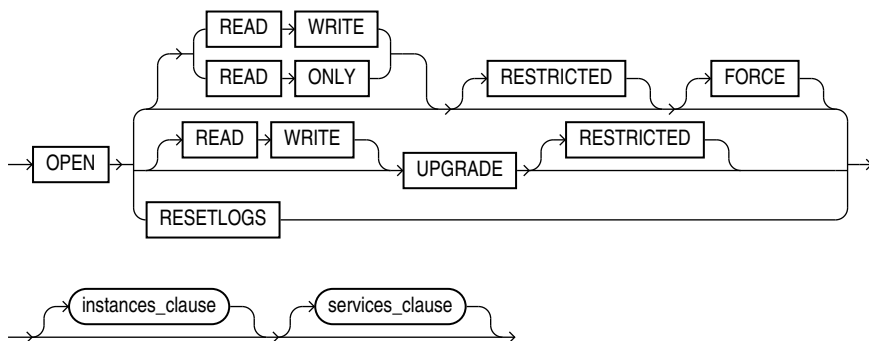 READ WRITE
READ ONLY RESTRICTED FORCE
READ WRITE RESTRICTED
OPEN UPGRADE
RESETLOGS
instances_clause services_clause